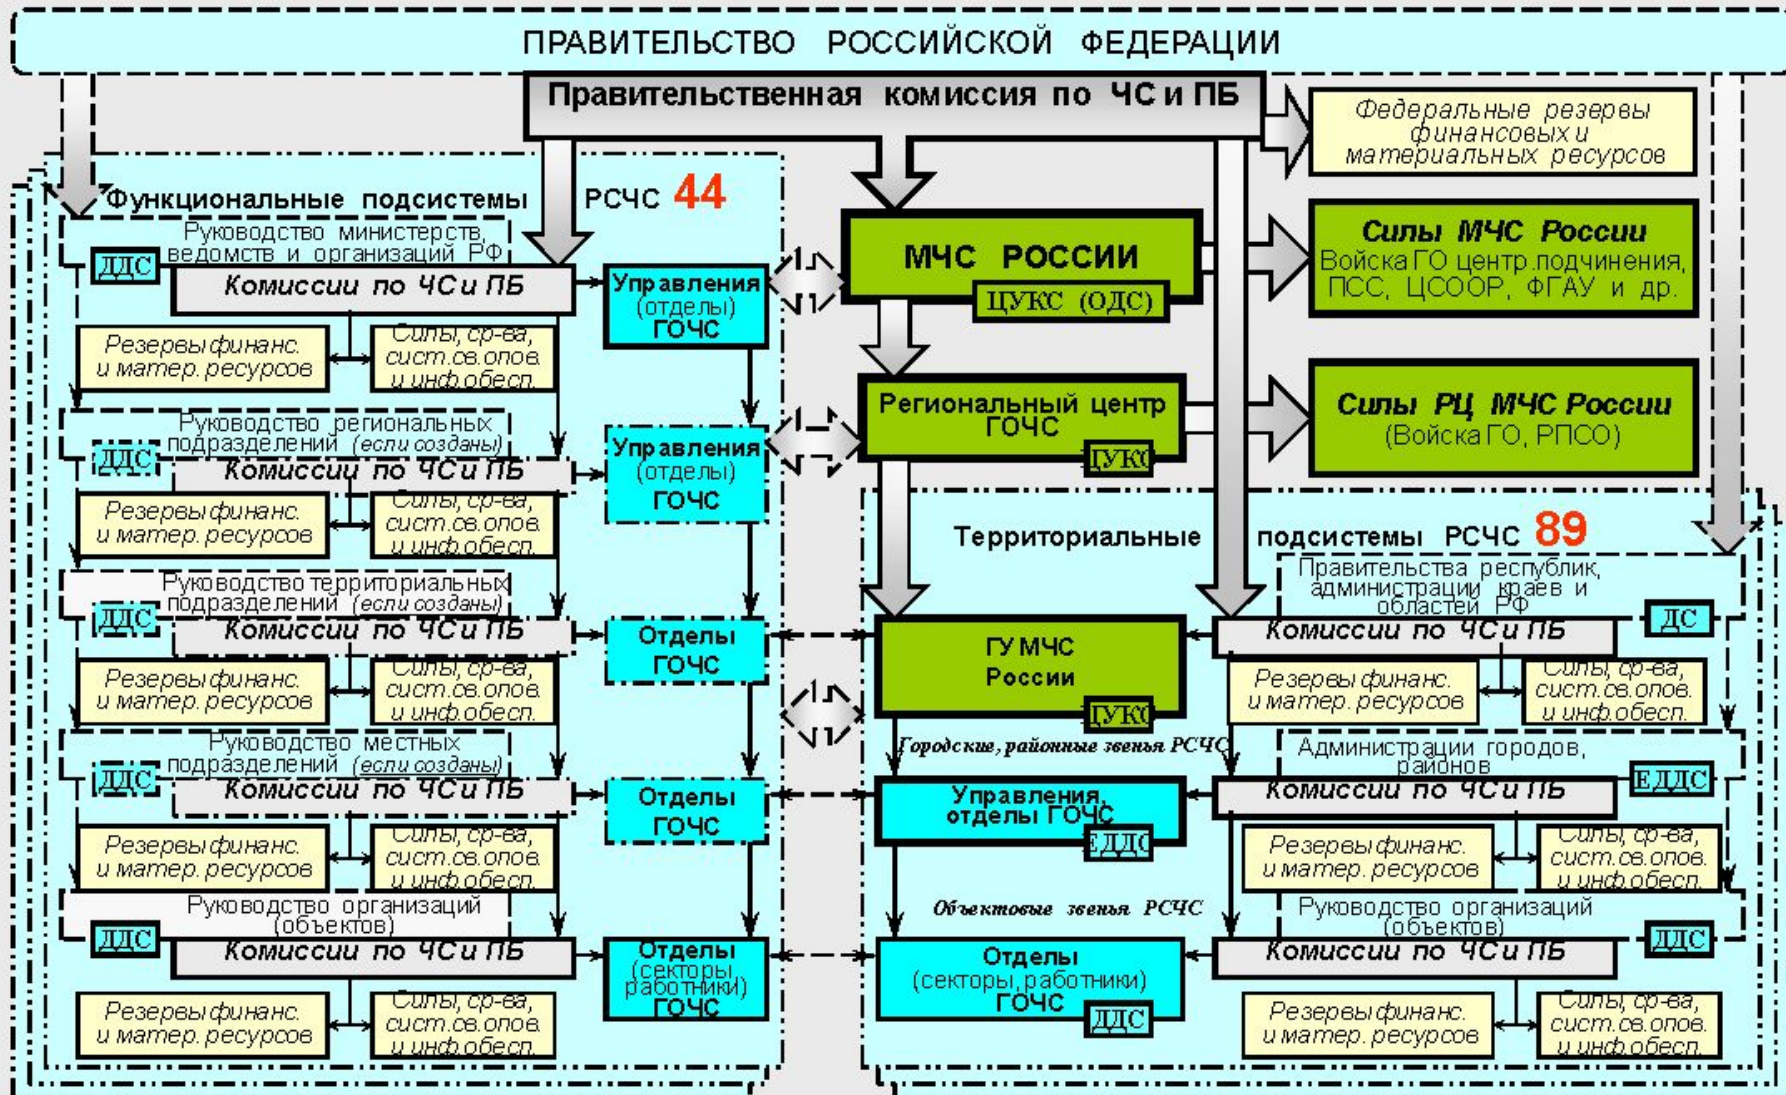 ПРАВИТЕЛЬСТВО РОССИЙСКОЙ ФЕДЕРАЦИИ
Правительственная комиссия по ЧС и ПБ
Федеральные резервы
финансовых и
материальных ресурсов
Функциональные подсистемы РСЧС 44
Руководство министерств,
ведомств и организаций РФ
ДДС
Комиссии по ЧС и ПБ
Управления
(отделы)
ГОЧС
Резервы финанс.
и матер. ресурсов
Силы, ср-ва,
сист.св.опов.
и инф.обесп.
МЧС РОССИИ
ЦУКС (ОДС)
Силы МЧС России
Войска ГО центр.подчинения,
ПСС, ЦСООР, ФГАУ и др.
Руководство региональных
подразделений (если созданы)
ДДС
Комиссии по ЧС и ПБ
Управления
(отделы)
ГОЧС
Резервы финанс.
и матер. ресурсов
Силы, ср-ва,
сист.св.опов.
и инф.обесп.
Региональный центр
ГОЧС
ЦУКС
Силы РЦ МЧС России
(Войска ГО, РПСО)
Руководство территориальных
подразделений (если созданы)
ДДС
Комиссии по ЧС и ПБ
Отделы
ГОЧС
Резервы финанс.
и матер. ресурсов
Силы, ср-ва,
сист.св.опов.
и инф.обесп.
Руководство местных
подразделений (если созданы)
ДДС
Комиссии по ЧС и ПБ
Отделы
ГОЧС
Резервы финанс.
и матер. ресурсов
Силы, ср-ва,
сист.св.опов.
и инф.обесп.
Руководство организаций
(объектов)
ДДС
Комиссии по ЧС и ПБ
Отделы
(секторы,
работники)
ГОЧС
Резервы финанс.
и матер. ресурсов
Силы, ср-ва,
сист.св.опов.
и инф.обесп.
Территориальные подсистемы РСЧС 89
Правительства республик,
администрации краев и
областей РФ
ДС
Комиссии по ЧС и ПБ
ГУ МЧС
России
ЦУКС
Резервы финанс.
и матер. ресурсов
Силы, ср-ва,
сист.св.опов.
и инф.обесп.
Городские, районные звенья РСЧС
Администрации городов,
районов
ЕДДС
Комиссии по ЧС и ПБ
Управления,
отделы ГОЧС
ЕДДС
Резервы финанс.
и матер. ресурсов
Силы, ср-ва,
сист.св.опов.
и инф.обесп.
Объектовые звенья РСЧС
Руководство организаций
(объектов)
ДДС
Комиссии по ЧС и ПБ
Отделы
(секторы, работники)
ГОЧС
ДДС
Резервы финанс.
и матер. ресурсов
Силы, ср-ва,
сист.св.опов.
и инф.обесп.